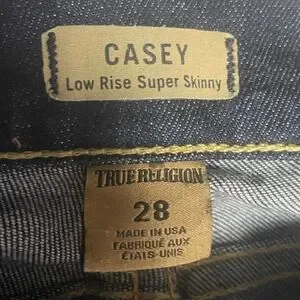 CASEY
Low Rise Super Skinny
TRUE RELIGION
28
MADE IN USA
FABRIQUÉ AUX
ÉTATS-UNIS